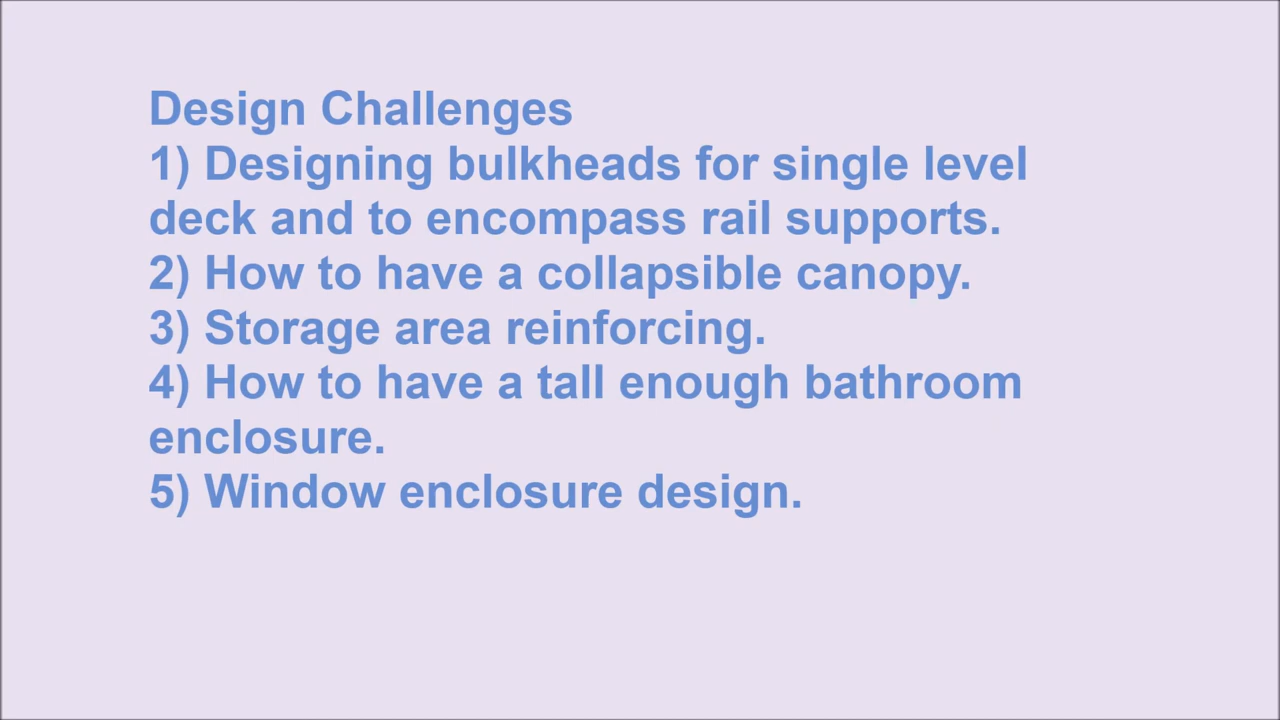 Design Challenges
1) Designing bulkheads for single level
deck and to encompass rail supports.
2) How to have a collapsible canopy.
3) Storage area reinforcing.
4) How to have a tall enough bathroom
enclosure.
5) Window enclosure design.